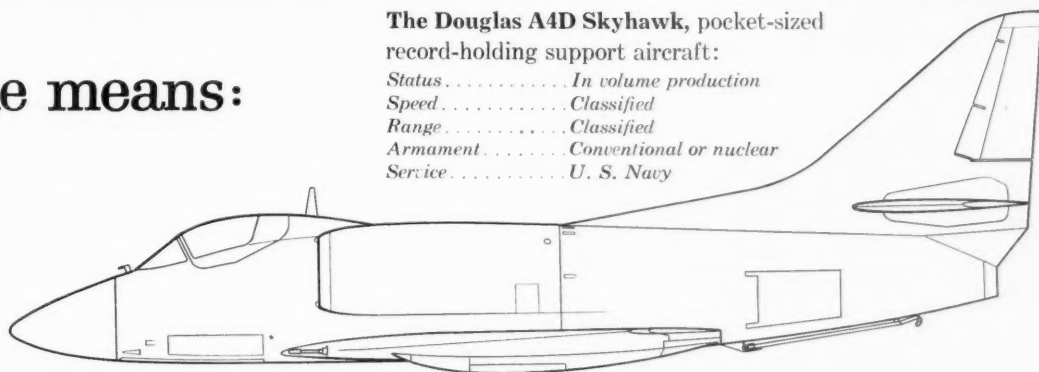 e means:
The Douglas A4D Skyhawk, pocket-sized
record-holding support aircraft:
Status . . . . . . . . . . . . In volume production
Speed . . . . . . . . . . . . Classified
Range . . . . . . . . . . . . Classified
Armament . . . . . . . . Conventional or nuclear
Service . . . . . . . . . . . U. S. Navy